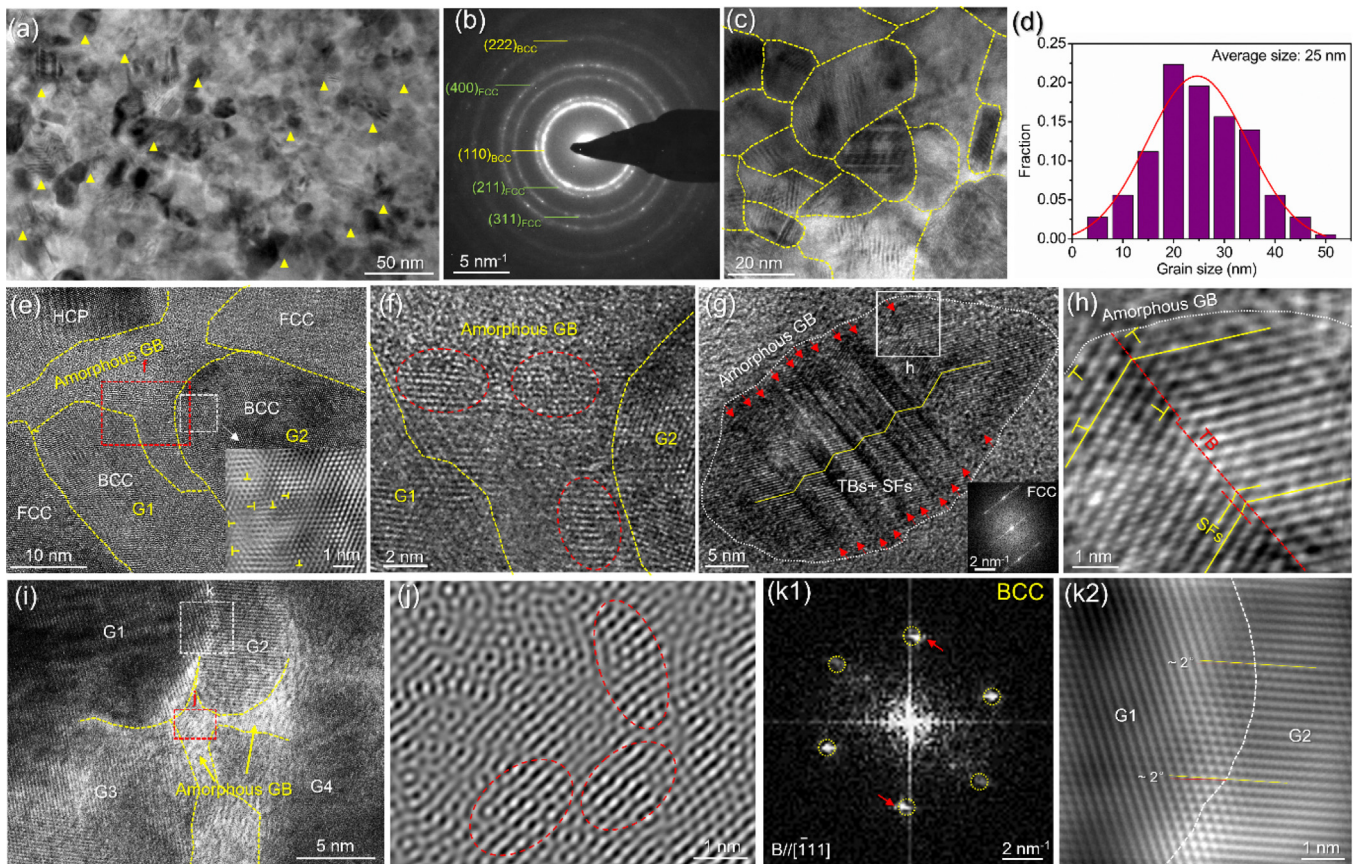 (a)
50 nm
(b)
(222)BCC
(400)FCC
(110)BCC
(211)FCC
(311)FCC
5 nm-1
(c)
20 nm
(d)
Average size: 25 nm
0.25
0.20
0.15
0.10
0.05
0.00
Fraction
0 10 20 30 40 50
Grain size (nm)
(e)
HCP
FCC
Amorphous GB
f
BCC
G2
BCC
G1
FCC
10 nm
1 nm
(f)
Amorphous GB
G1
G2
2 nm
(g)
Amorphous GB
h
TBs+ SFs
FCC
5 nm
2 nm-1
(h)
Amorphous GB
TB
SFs
1 nm
(i)
k
G1
G2
G3
Amorphous GB
G4
5 nm
(j)
1 nm
(k1)
BCC
B//[1̄11]
2 nm-1
(k2)
~ 2°
G1
G2
~ 2°
1 nm